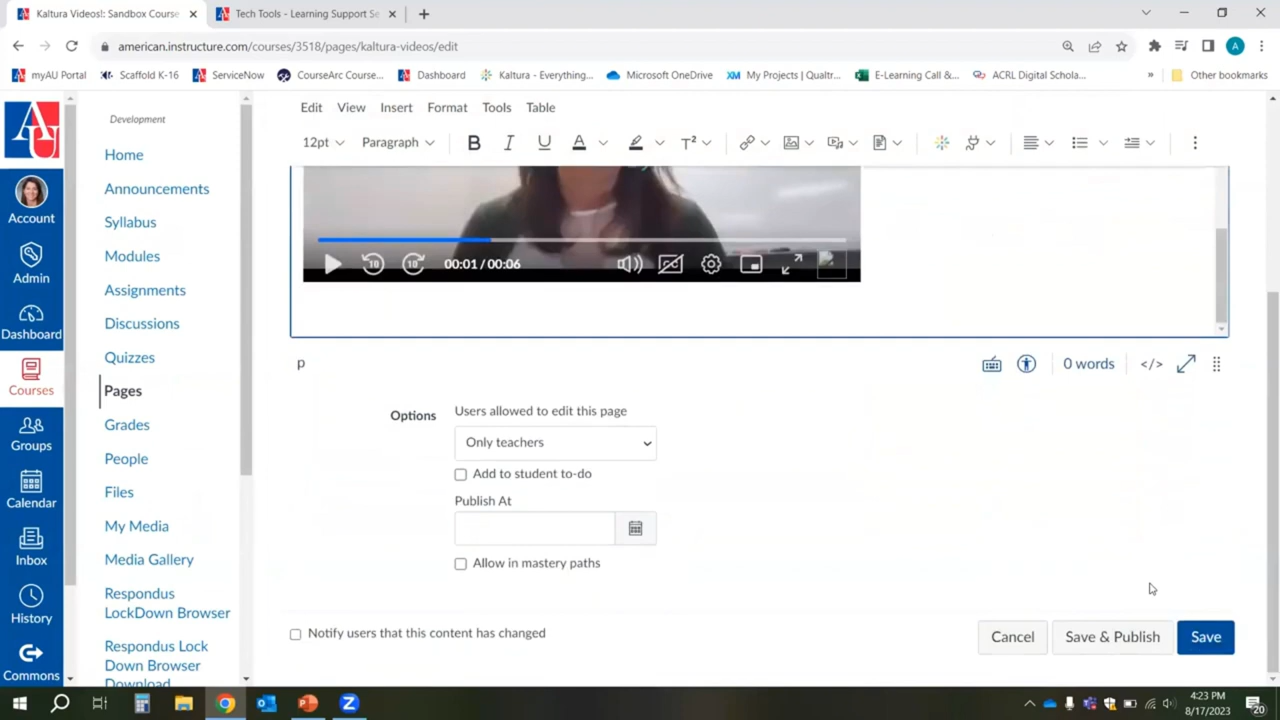 Kaltura Videos!: Sandbox Course
Tech Tools - Learning Support Se
american.instructure.com/courses/3518/pages/kaltura-videos/edit
A
myAU Portal
Scaffold K-16
ServiceNow
CourseArc Course...
Dashboard
Kaltura - Everything...
Microsoft OneDrive
XM My Projects | Qualtr...
E-Learning Call &...
ACRL Digital Schola...
»
Other bookmarks
AU
Account
Admin
Dashboard
Courses
Groups
Calendar
Inbox
History
Commons
Development
Home
Announcements
Syllabus
Modules
Assignments
Discussions
Quizzes
Pages
Grades
People
Files
My Media
Media Gallery
Respondus
LockDown Browser
Respondus Lock
Down Browser
Download
Edit View Insert Format Tools Table
12pt Paragraph B I U A T²
10 10 00:01 / 00:06
p
0 words </>
Options
Users allowed to edit this page
Only teachers
Add to student to-do
Publish At
Allow in mastery paths
Notify users that this content has changed
Cancel Save & Publish Save
4:23 PM
8/17/2023
20